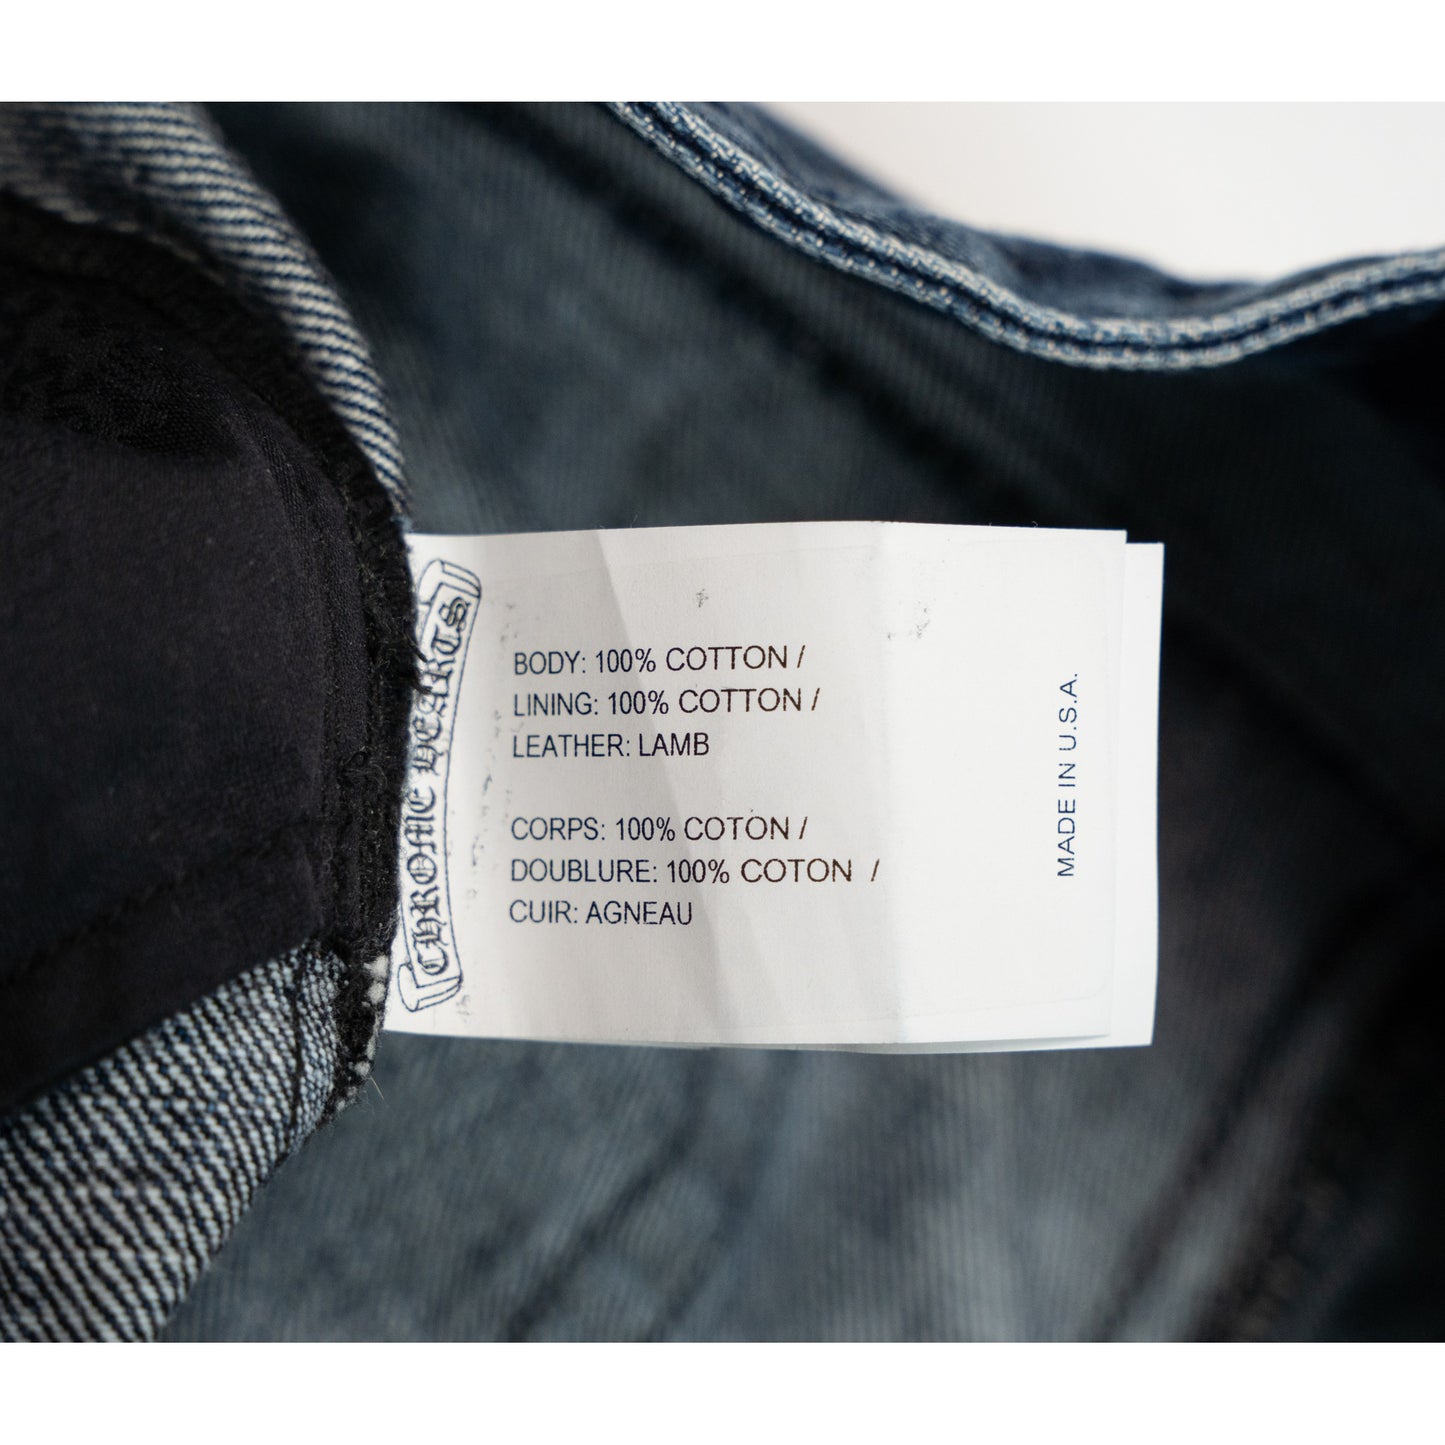 CHROME HEARTS
BODY: 100% COTTON /
LINING: 100% COTTON /
LEATHER: LAMB
CORPS: 100% COTON /
DOUBLURE: 100% COTON /
CUIR: AGNEAU
MADE IN U.S.A.